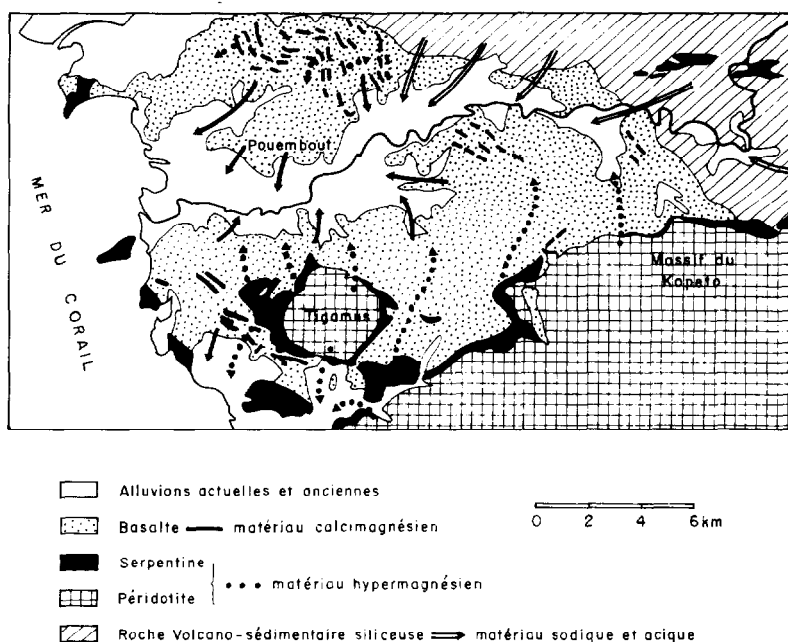 Pouembout
MER DU CORAIL
Massif du
Kopeto
Tigames
Alluvions actuelles et anciennes
Basalte matériau calcimagnésien
Serpentine
matériau hypermagnésien
Péridotite
Roche Volcano-sédimentaire siliceuse matériau sodique et acique
0 2 4 6 km